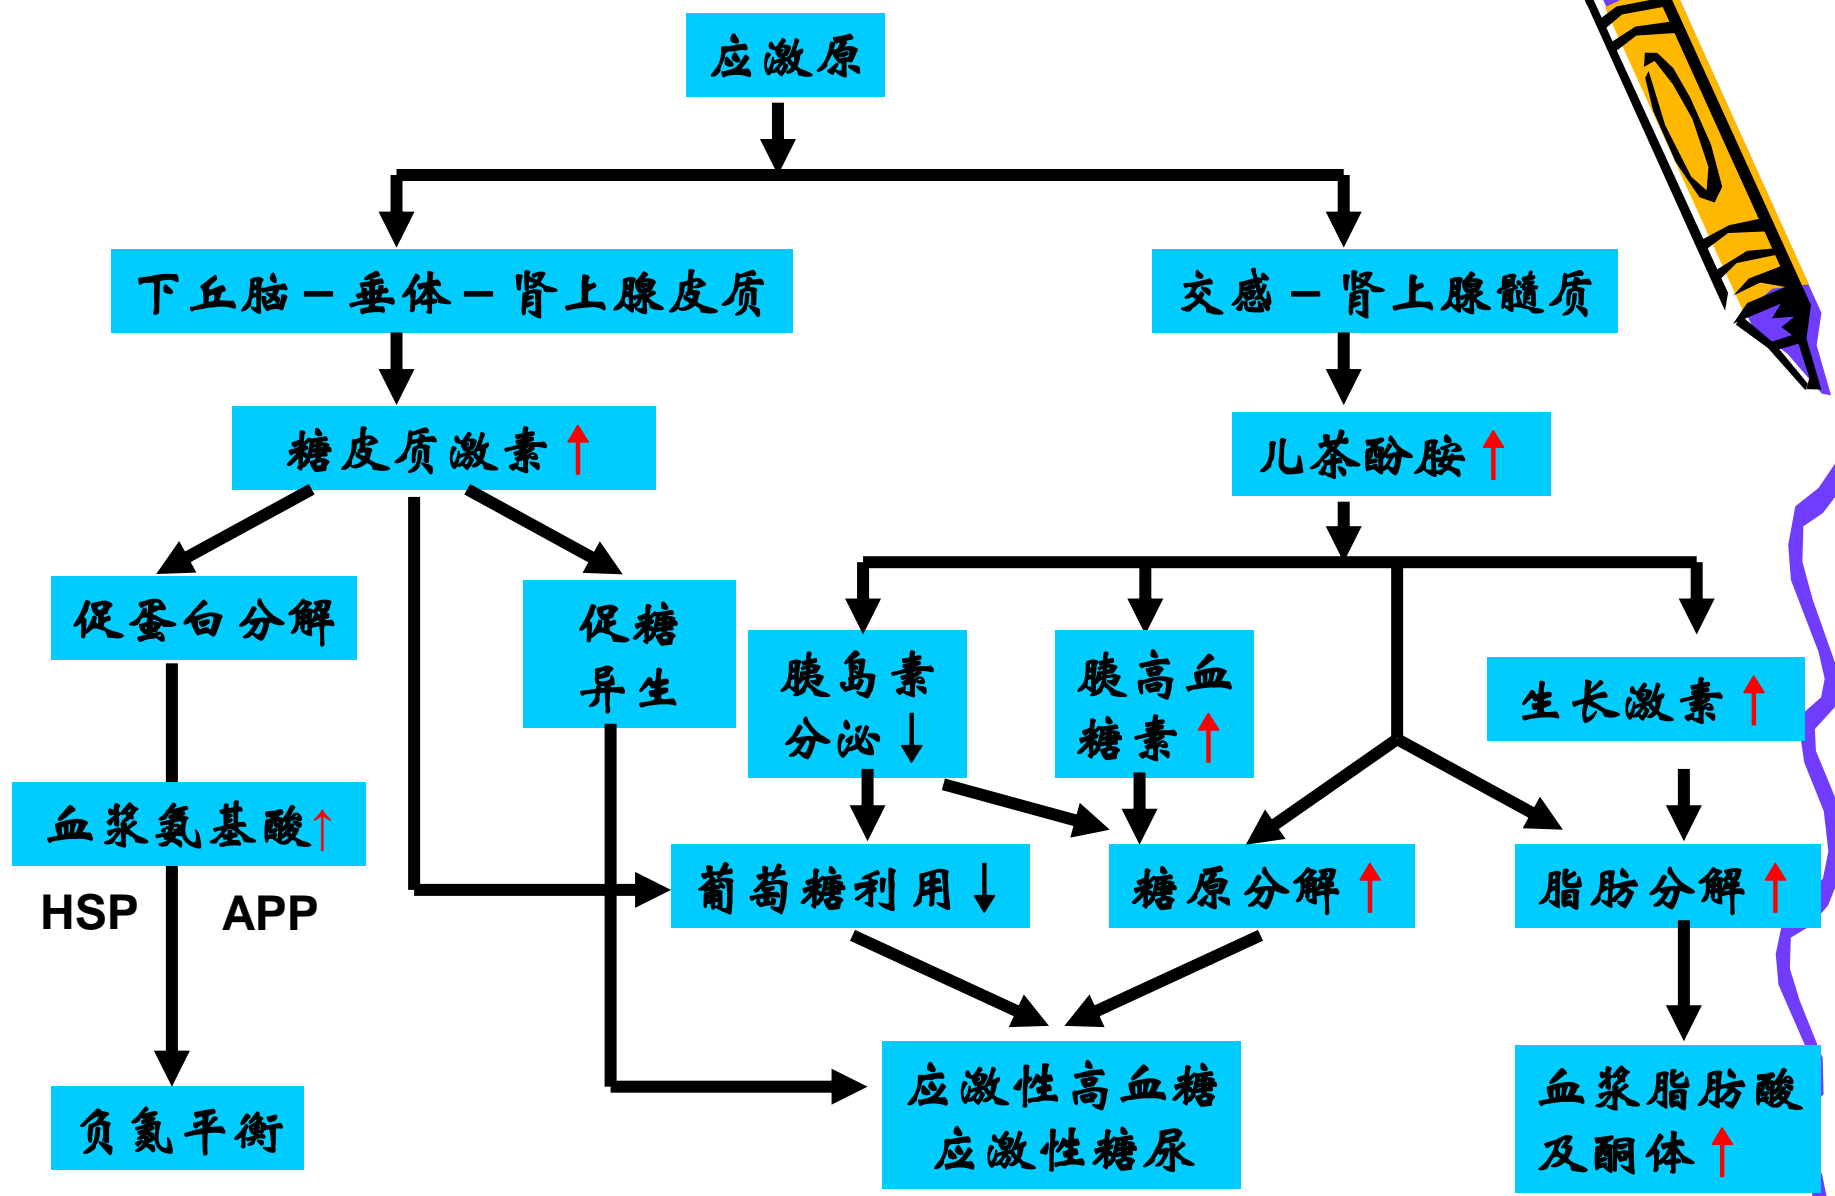 应激原
下丘脑－垂体－肾上腺皮质
交感－肾上腺髓质
糖皮质激素↑
儿茶酚胺↑
促蛋白分解
促糖
异生
胰岛素
分泌↓
胰高血
糖素↑
生长激素↑
血浆氨基酸↑
葡萄糖利用↓
糖原分解↑
脂肪分解↑
HSP
APP
负氮平衡
应激性高血糖
应激性糖尿
血浆脂肪酸
及酮体↑